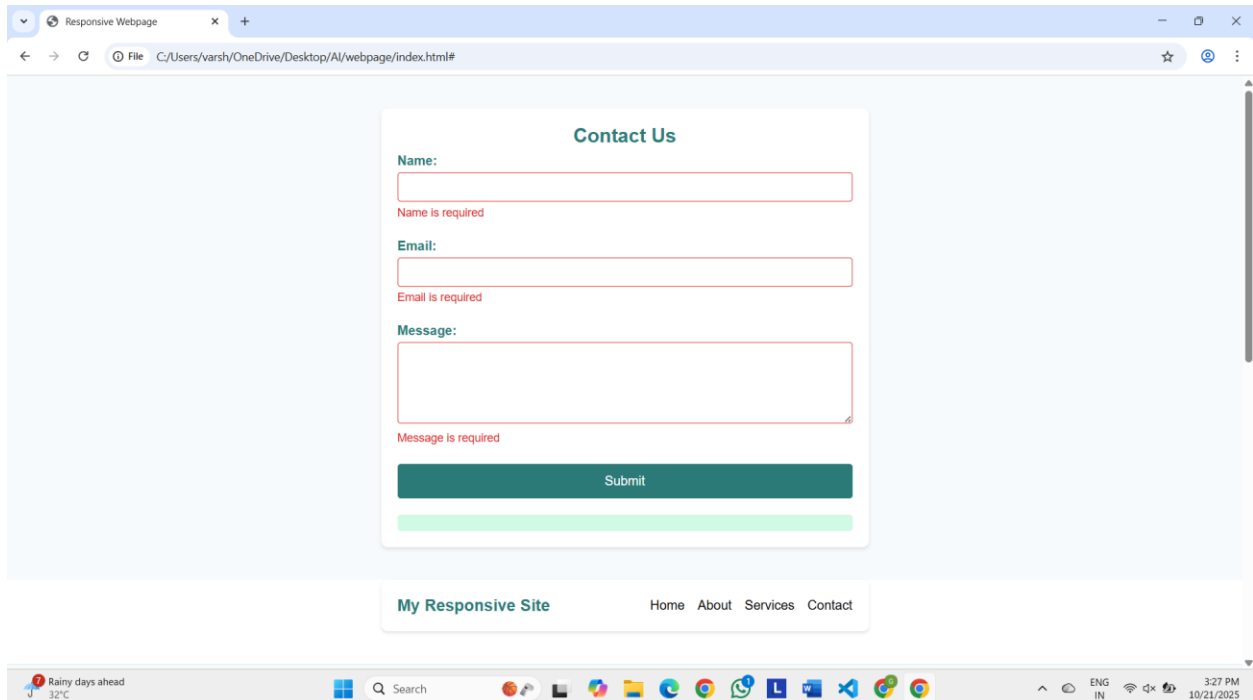 Responsive Webpage
File C:/Users/varsh/OneDrive/Desktop/AI/webpage/index.html#
Contact Us
Name:
Name is required
Email:
Email is required
Message:
Message is required
Submit
My Responsive Site Home About Services Contact
7 Rainy days ahead
32°C
Search
1
L
W
G
ENG
IN
3:27 PM
10/21/2025